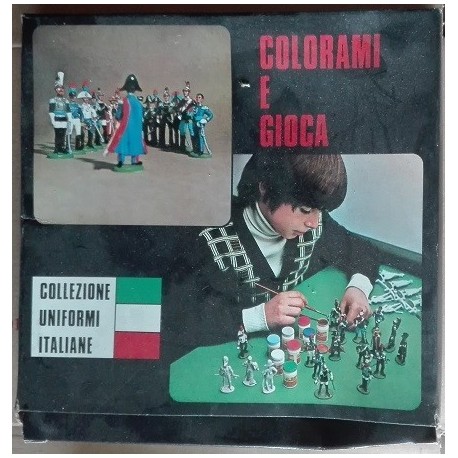 COLORAMI
E
GIOCA
COLLEZIONE
UNIFORMI
ITALIANE